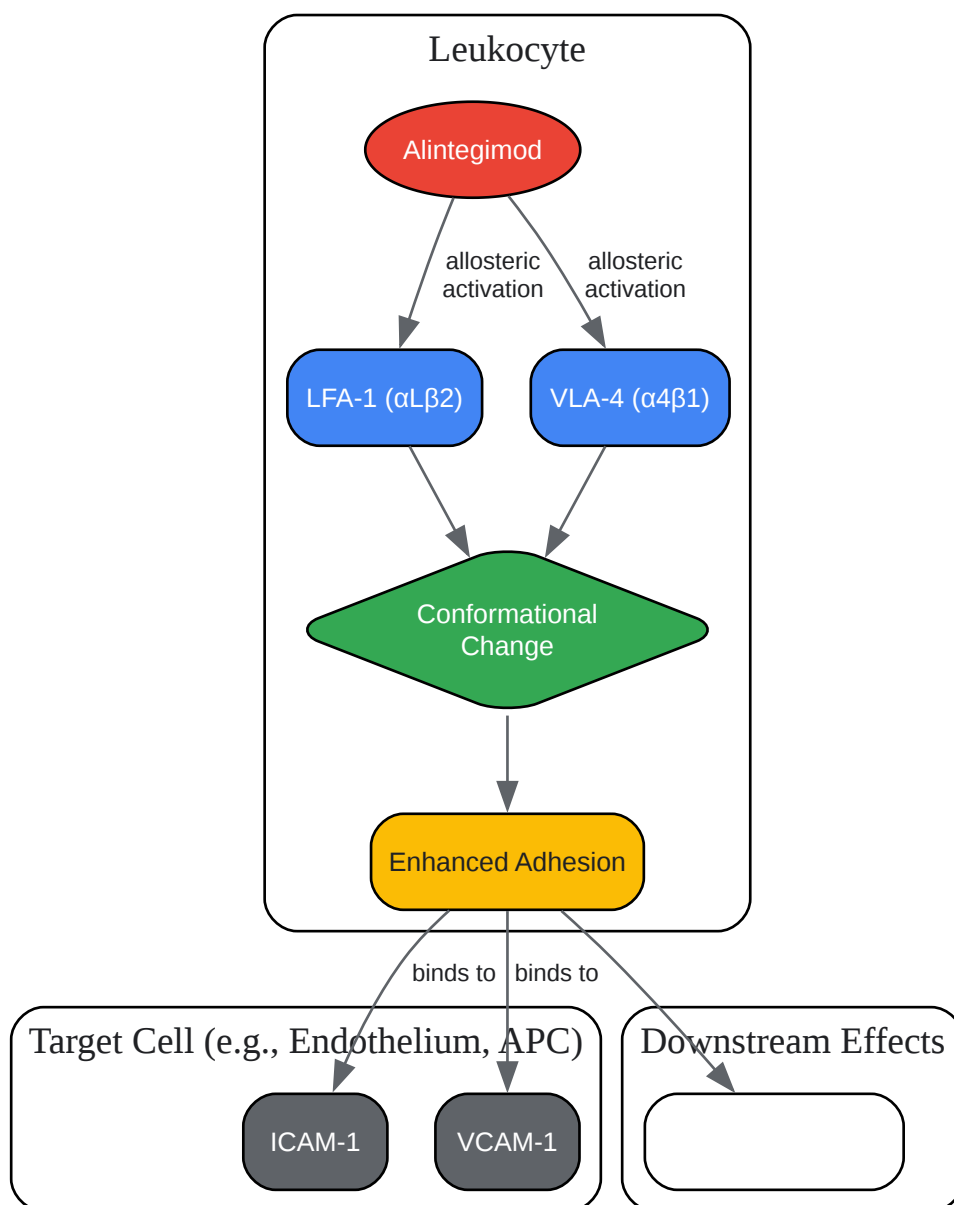 Leukocyte
Alintegimod
allosteric
activation
allosteric
activation
LFA-1 (αLβ2)
VLA-4 (α4β1)
Conformational
Change
Enhanced Adhesion
binds to
binds to
Target Cell (e.g., Endothelium, APC)
Downstream Effects
ICAM-1
VCAM-1